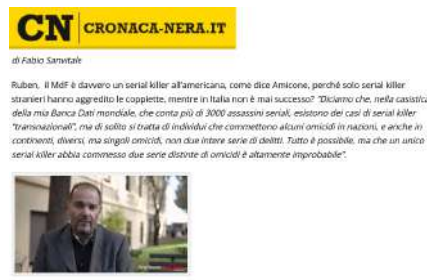 CN CRONACA-NERA.IT
di Fabio Sanvitale
Ruben, il MdF è davvero un serial killer all'americana, come dice Amicone, perché solo serial killer
stranieri hanno aggredito le coppiette, mentre in Italia non è mai successo? "Diciamo che, nella casistica
della mia Banca Dati mondiale, che conta più di 3000 assassini seriali, esistono dei casi di serial killer
"transnazionali", ma di solito si tratta di individui che commettono alcuni omicidi in nazioni, e anche in
continenti, diversi, ma singoli omicidi, non due intere serie di delitti. Tutto è possibile, ma che un unico
serial killer abbia commesso due serie distinte di omicidi è altamente improbabile".